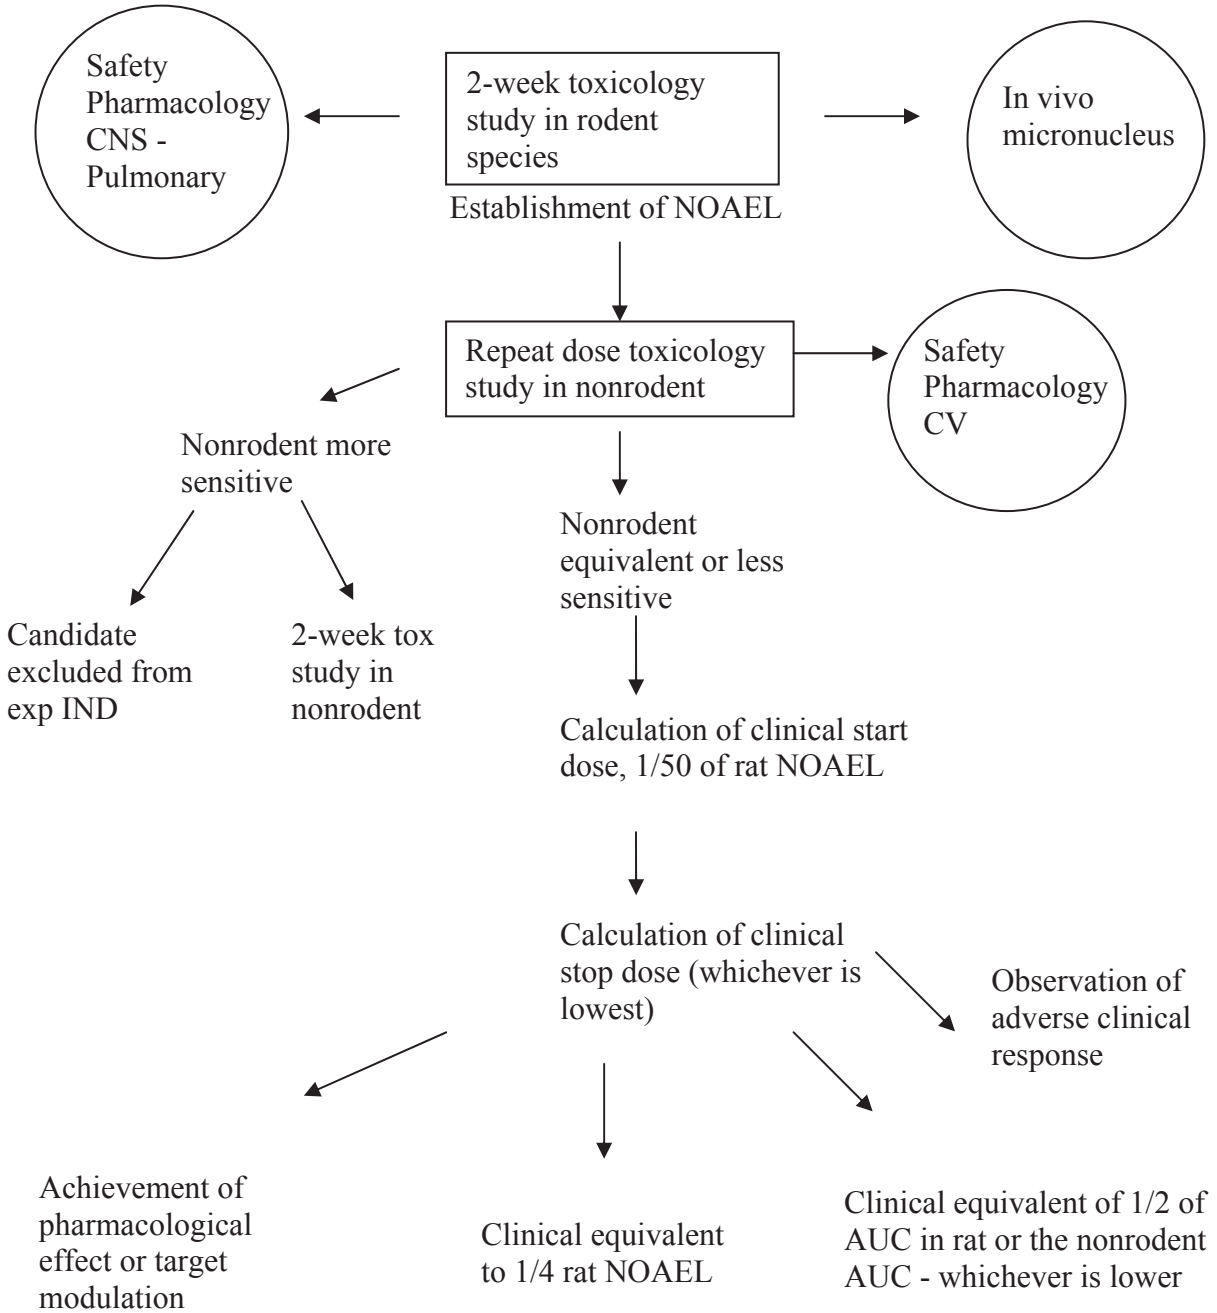 Safety
Pharmacology
CNS -
Pulmonary
2-week toxicology
study in rodent
species
In vivo
micronucleus
Establishment of NOAEL
Repeat dose toxicology
study in nonrodent
Safety
Pharmacology
CV
Nonrodent more
sensitive
Nonrodent
equivalent or less
sensitive
Candidate
excluded from
exp IND
2-week tox
study in
nonrodent
Calculation of clinical start
dose, 1/50 of rat NOAEL
Calculation of clinical
stop dose (whichever is
lowest)
Observation of
adverse clinical
response
Achievement of
pharmacological
effect or target
modulation
Clinical equivalent
to 1/4 rat NOAEL
Clinical equivalent of 1/2 of
AUC in rat or the nonrodent
AUC - whichever is lower